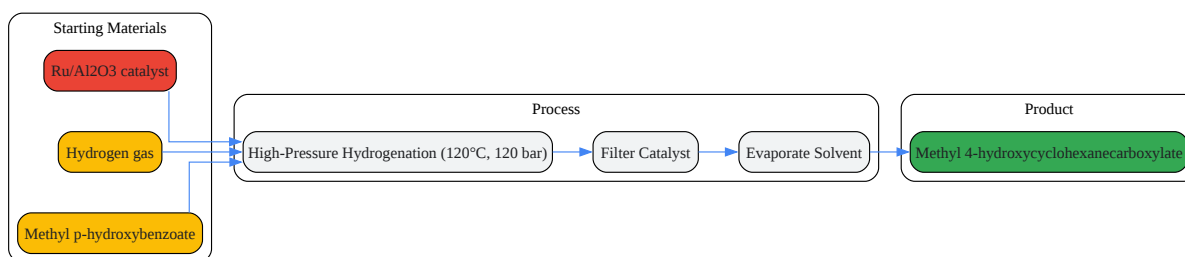 Starting Materials
Ru/Al2O3 catalyst
Hydrogen gas
Methyl p-hydroxybenzoate
Process
High-Pressure Hydrogenation (120°C, 120 bar)
Filter Catalyst
Evaporate Solvent
Product
Methyl 4-hydroxycyclohexanecarboxylate